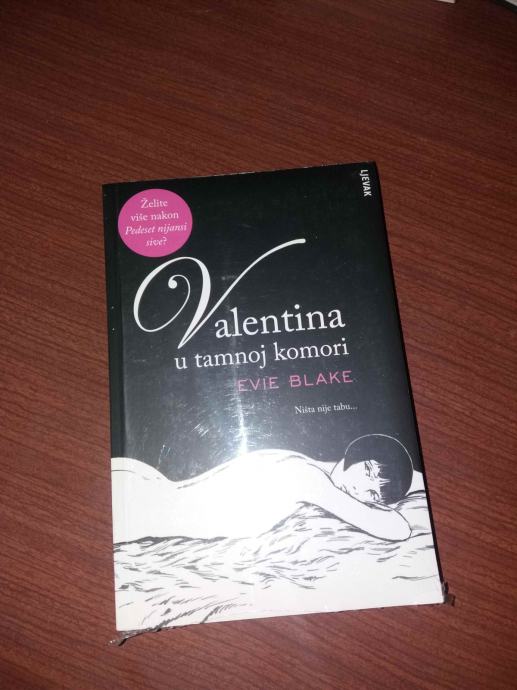 LJEVAK
Želite
više nakon
Pedeset nijansi
sive?
Valentina
u tamnoj komori
EVIE BLAKE
Ništa nije tabu...